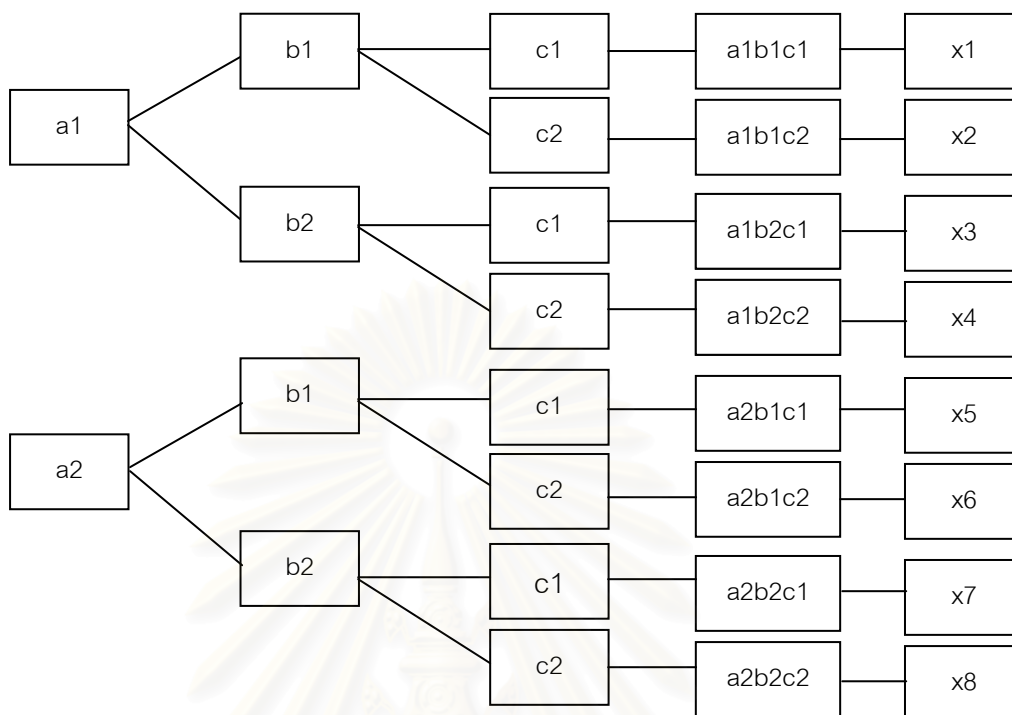 b1 c1 a1b1c1 x1
a1
c2 a1b1c2 x2
b2 c1 a1b2c1 x3
c2 a1b2c2 x4
b1 c1 a2b1c1 x5
a2
c2 a2b1c2 x6
b2 c1 a2b2c1 x7
c2 a2b2c2 x8